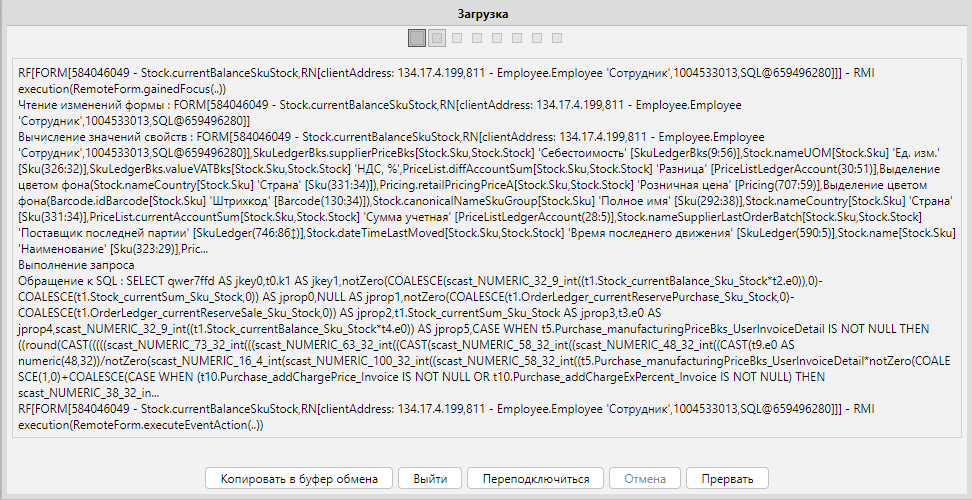 Загрузка
RF[FORM[584046049 - Stock.currentBalanceSkuStock,RN[clientAddress: 134.17.4.199,811 - Employee.Employee 'Сотрудник',1004533013,SQL@659496280]]] - RMI
execution(RemoteForm.gainedFocus(..))
Чтение изменений формы : FORM[584046049 - Stock.currentBalanceSkuStock,RN[clientAddress: 134.17.4.199,811 - Employee.Employee
'Сотрудник',1004533013,SQL@659496280]]
Вычисление значений свойств : FORM[584046049 - Stock.currentBalanceSkuStock,RN[clientAddress: 134.17.4.199,811 - Employee.Employee
'Сотрудник',1004533013,SQL@659496280]],SkuLedgerBks.supplierPriceBks[Stock.Sku,Stock.Stock] 'Себестоимость' [SkuLedgerBks(9:56)],Stock.nameUOM[Stock.Sku] 'Ед. изм.'
[Sku(326:32)],SkuLedgerBks.valueVATBks[Stock.Sku,Stock.Stock] 'НДС, %',PriceList.diffAccountSum[Stock.Sku,Stock.Stock] 'Разница' [PriceListLedgerAccount(30:51)],Выделение
цветом фона(Stock.nameCountry[Stock.Sku] 'Страна' [Sku(331:34)]),Pricing.retailPricingPriceA[Stock.Sku,Stock.Stock] 'Розничная цена' [Pricing(707:59)],Выделение цветом
фона(Barcode.idBarcode[Stock.Sku] 'Штрихкод' [Barcode(130:34)]),Stock.canonicalNameSkuGroup[Stock.Sku] 'Полное имя' [Sku(292:38)],Stock.nameCountry[Stock.Sku] 'Страна'
[Sku(331:34)],PriceList.currentAccountSum[Stock.Sku,Stock.Stock] 'Сумма учетная' [PriceListLedgerAccount(28:5)],Stock.nameSupplierLastOrderBatch[Stock.Sku,Stock.Stock]
'Поставщик последней партии' [SkuLedger(746:86↕)],Stock.dateTimeLastMoved[Stock.Sku,Stock.Stock] 'Время последнего движения' [SkuLedger(590:5)],Stock.name[Stock.Sku]
'Наименование' [Sku(323:29)],Pric...
Выполнение запроса
Обращение к SQL : SELECT qwer7ffd AS jkey0,t0.k1 AS jkey1,notZero(COALESCE(scast_NUMERIC_32_9_int((t1.Stock_currentBalance_Sku_Stock*t2.e0)),0)-
COALESCE(t1.Stock_currentSum_Sku_Stock,0)) AS jprop0,NULL AS jprop1,notZero(COALESCE(t1.OrderLedger_currentReservePurchase_Sku_Stock,0)-
COALESCE(t1.OrderLedger_currentReserveSale_Sku_Stock,0)) AS jprop2,t1.Stock_currentSum_Sku_Stock AS jprop3,t3.e0 AS
jprop4,scast_NUMERIC_32_9_int((t1.Stock_currentBalance_Sku_Stock*t4.e0)) AS jprop5,CASE WHEN t5.Purchase_manufacturingPriceBks_UserInvoiceDetail IS NOT NULL THEN
((round(CAST(((((scast_NUMERIC_73_32_int(((scast_NUMERIC_63_32_int((CAST(scast_NUMERIC_58_32_int((scast_NUMERIC_48_32_int((CAST(t9.e0 AS
numeric(48,32))/notZero(scast_NUMERIC_16_4_int(scast_NUMERIC_100_32_int((scast_NUMERIC_58_32_int((t5.Purchase_manufacturingPriceBks_UserInvoiceDetail*notZero(COALE
SCE(1,0)+COALESCE(CASE WHEN (t10.Purchase_addChargePrice_Invoice IS NOT NULL OR t10.Purchase_addChargeExPercent_Invoice IS NOT NULL) THEN
scast_NUMERIC_38_32_in...
RF[FORM[584046049 - Stock.currentBalanceSkuStock,RN[clientAddress: 134.17.4.199,811 - Employee.Employee 'Сотрудник',1004533013,SQL@659496280]]] - RMI
execution(RemoteForm.executeEventAction(..))
Копировать в буфер обмена Выйти Переподключиться Отмена Прервать